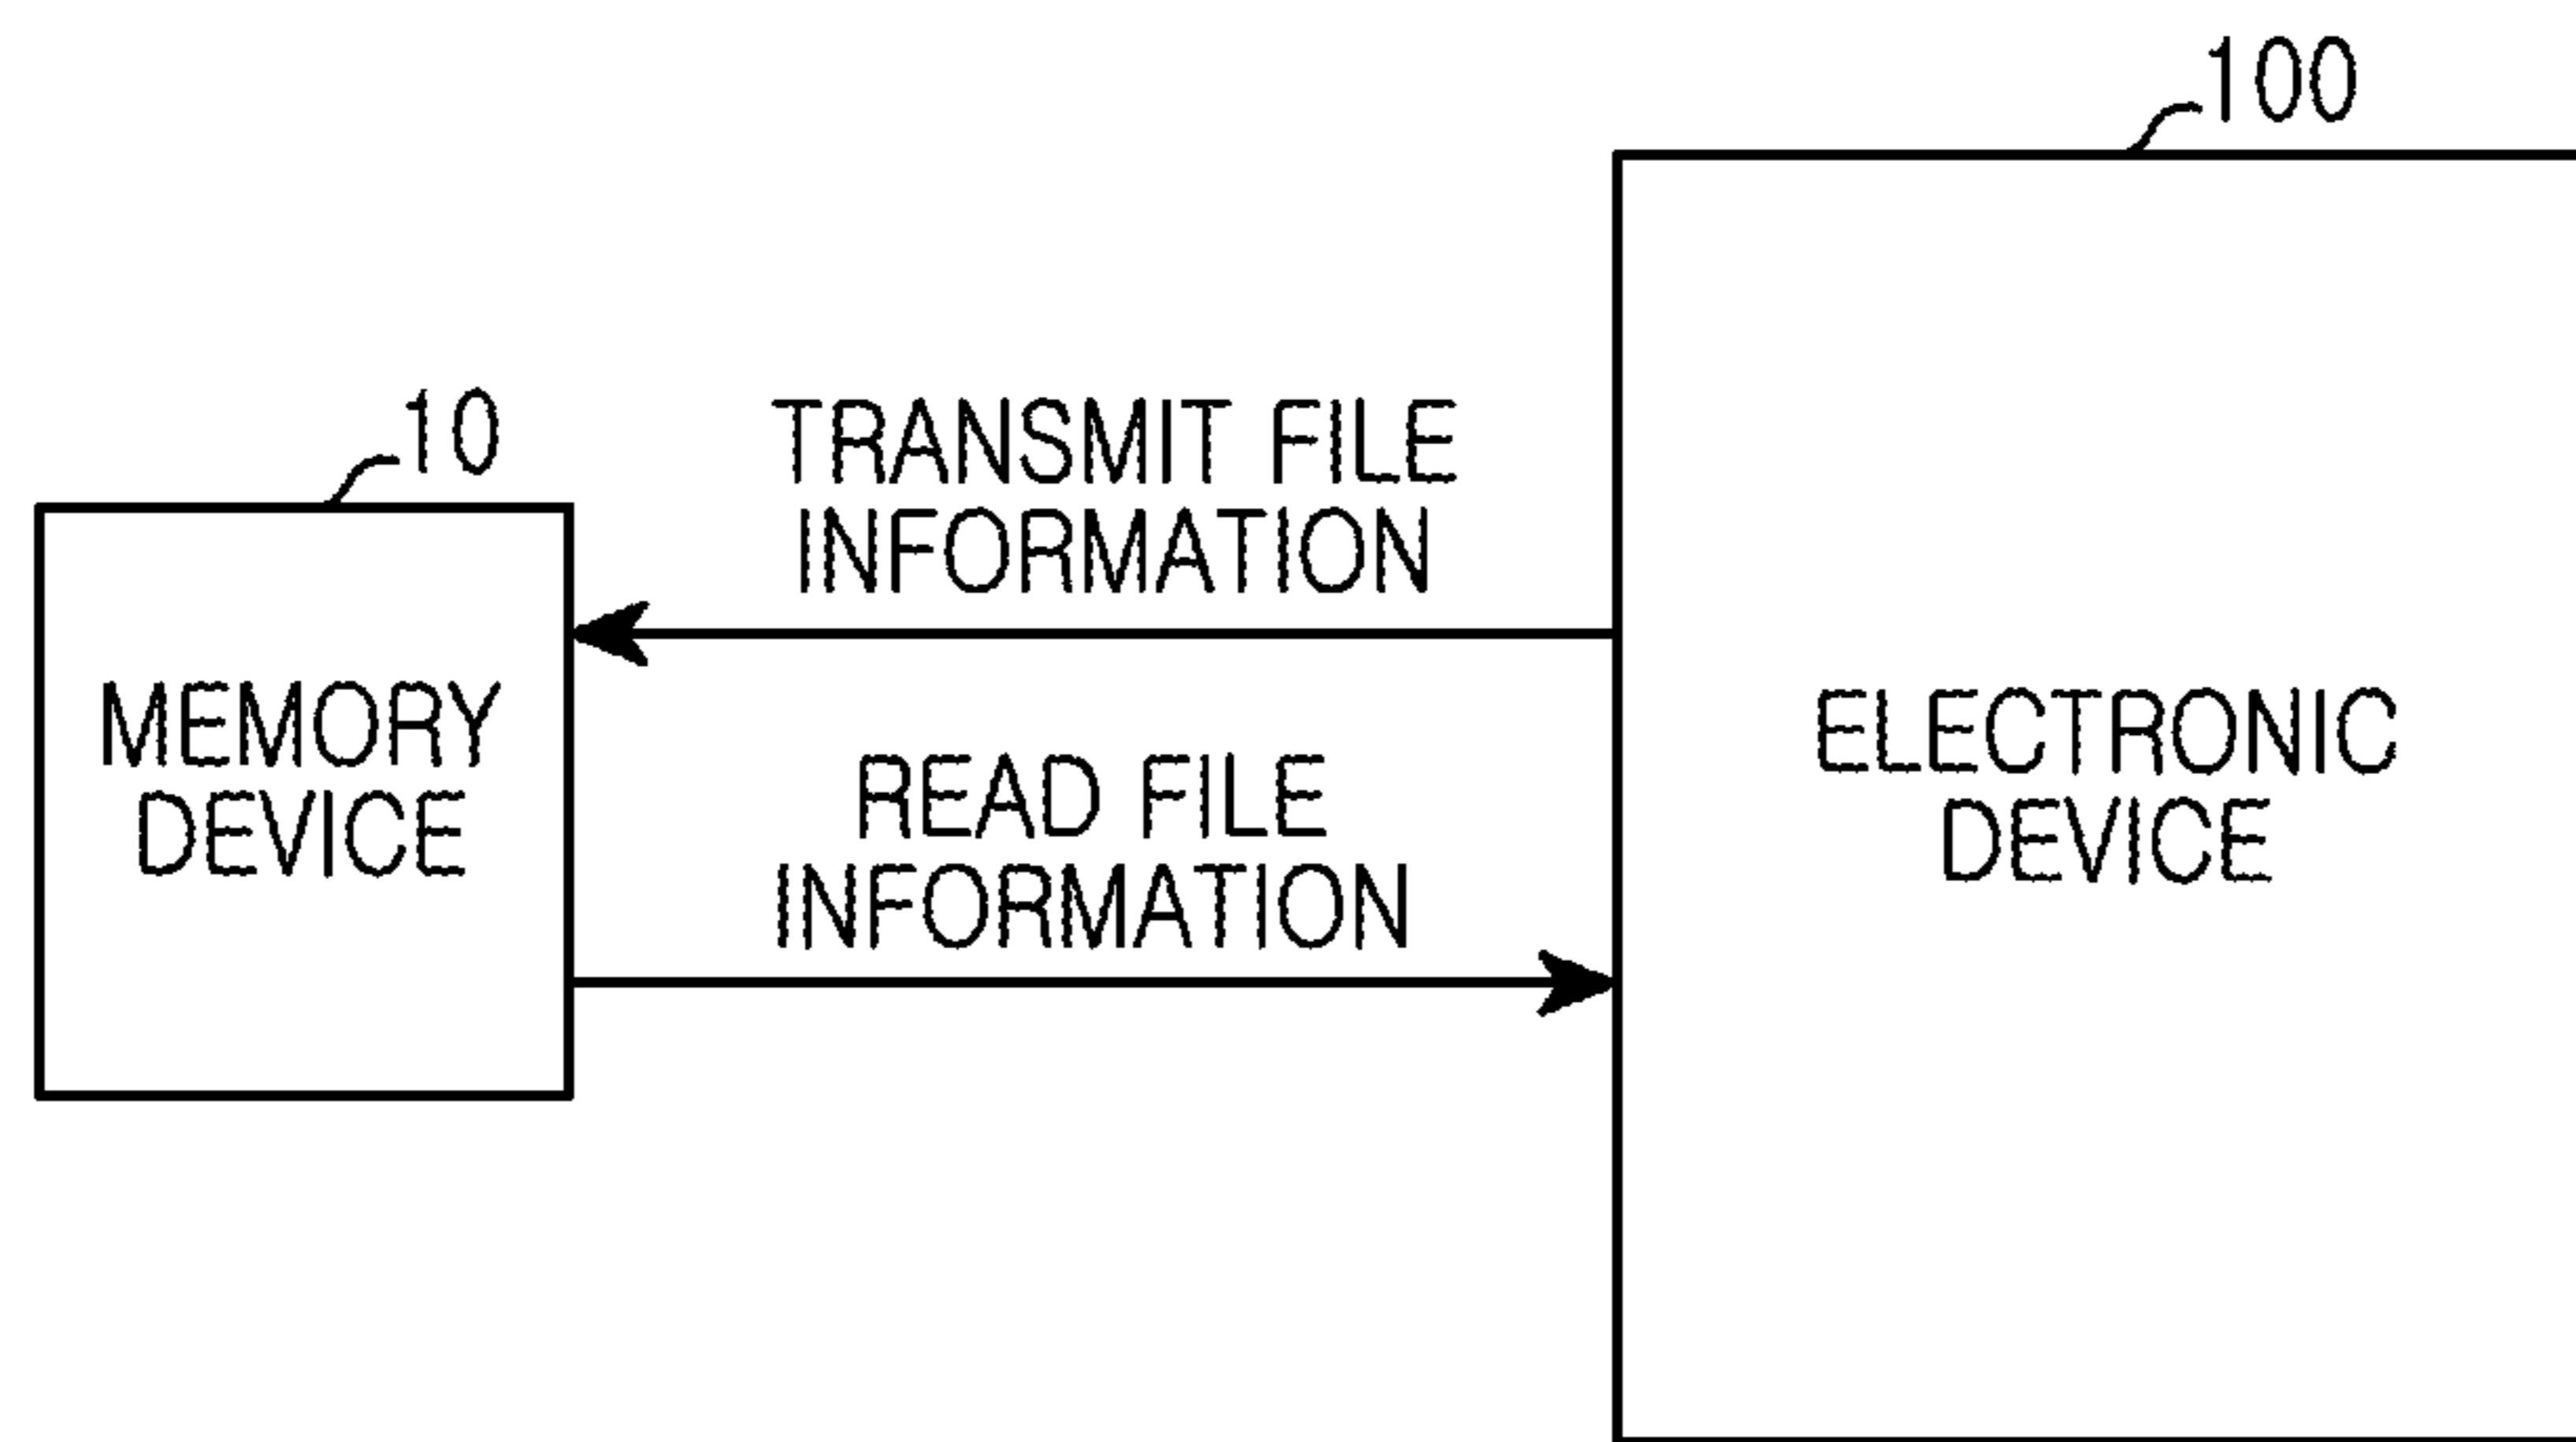 100
10
TRANSMIT FILE
INFORMATION
MEMORY
DEVICE
READ FILE
INFORMATION
ELECTRONIC
DEVICE